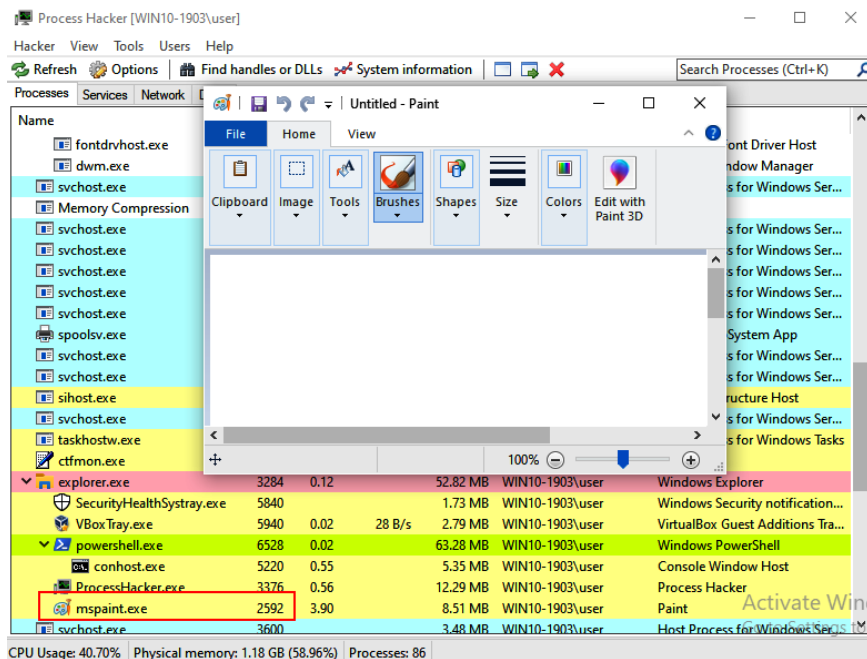 Process Hacker [WIN10-1903\user]
Hacker View Tools Users Help
Refresh Options Find handles or DLLs System information Search Processes (Ctrl+K)
Processes Services Network
Untitled - Paint
File Home View
Clipboard Image Tools Brushes Shapes Size Colors Edit with Paint 3D
100%
Name
fontdrvhost.exe ont Driver Host
dwm.exe ndow Manager
svchost.exe s for Windows Ser...
Memory Compression
svchost.exe s for Windows Ser...
svchost.exe s for Windows Ser...
svchost.exe s for Windows Ser...
svchost.exe s for Windows Ser...
svchost.exe s for Windows Ser...
spoolsv.exe System App
svchost.exe s for Windows Ser...
svchost.exe s for Windows Ser...
sihost.exe ructure Host
svchost.exe s for Windows Ser...
taskhostw.exe s for Windows Tasks
ctfmon.exe
explorer.exe 3284 0.12 52.82 MB WIN10-1903\user Windows Explorer
SecurityHealthSystray.exe 5840 1.73 MB WIN10-1903\user Windows Security notification...
VBoxTray.exe 5940 0.02 28 B/s 2.79 MB WIN10-1903\user VirtualBox Guest Additions Tra...
powershell.exe 6528 0.02 63.28 MB WIN10-1903\user Windows PowerShell
conhost.exe 5220 0.55 5.35 MB WIN10-1903\user Console Window Host
ProcessHacker.exe 3376 0.56 12.29 MB WIN10-1903\user Process Hacker
mspaint.exe 2592 3.90 8.51 MB WIN10-1903\user Paint
Activate Win
svchost.exe 3600 3.48 MB WIN10-1903\user Host Process for Windows Ser...
CPU Usage: 40.70% Physical memory: 1.18 GB (58.96%) Processes: 86